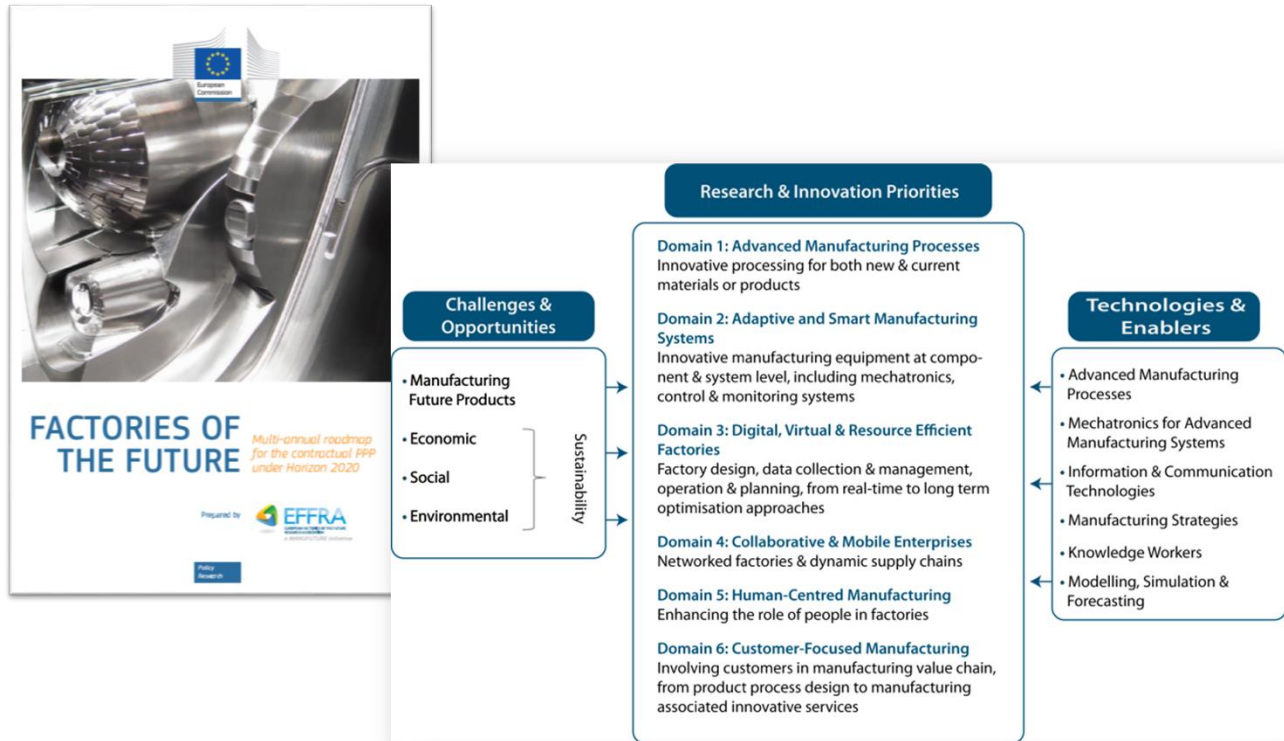 European
Commission
FACTORIES OF
THE FUTURE
Multi-annual roadmap
for the contractual PPP
under Horizon 2020
Prepared by
EFFRA
Policy
Research
Research & Innovation Priorities
Challenges &
Opportunities
• Manufacturing
Future Products
• Economic
• Social
• Environmental
Sustainability
Domain 1: Advanced Manufacturing Processes
Innovative processing for both new & current
materials or products
Domain 2: Adaptive and Smart Manufacturing
Systems
Innovative manufacturing equipment at compo-
nent & system level, including mechatronics,
control & monitoring systems
Domain 3: Digital, Virtual & Resource Efficient
Factories
Factory design, data collection & management,
operation & planning, from real-time to long term
optimisation approaches
Domain 4: Collaborative & Mobile Enterprises
Networked factories & dynamic supply chains
Domain 5: Human-Centred Manufacturing
Enhancing the role of people in factories
Domain 6: Customer-Focused Manufacturing
Involving customers in manufacturing value chain,
from product process design to manufacturing
associated innovative services
Technologies &
Enablers
• Advanced Manufacturing
Processes
• Mechatronics for Advanced
Manufacturing Systems
• Information & Communication
Technologies
• Manufacturing Strategies
• Knowledge Workers
• Modelling, Simulation &
Forecasting